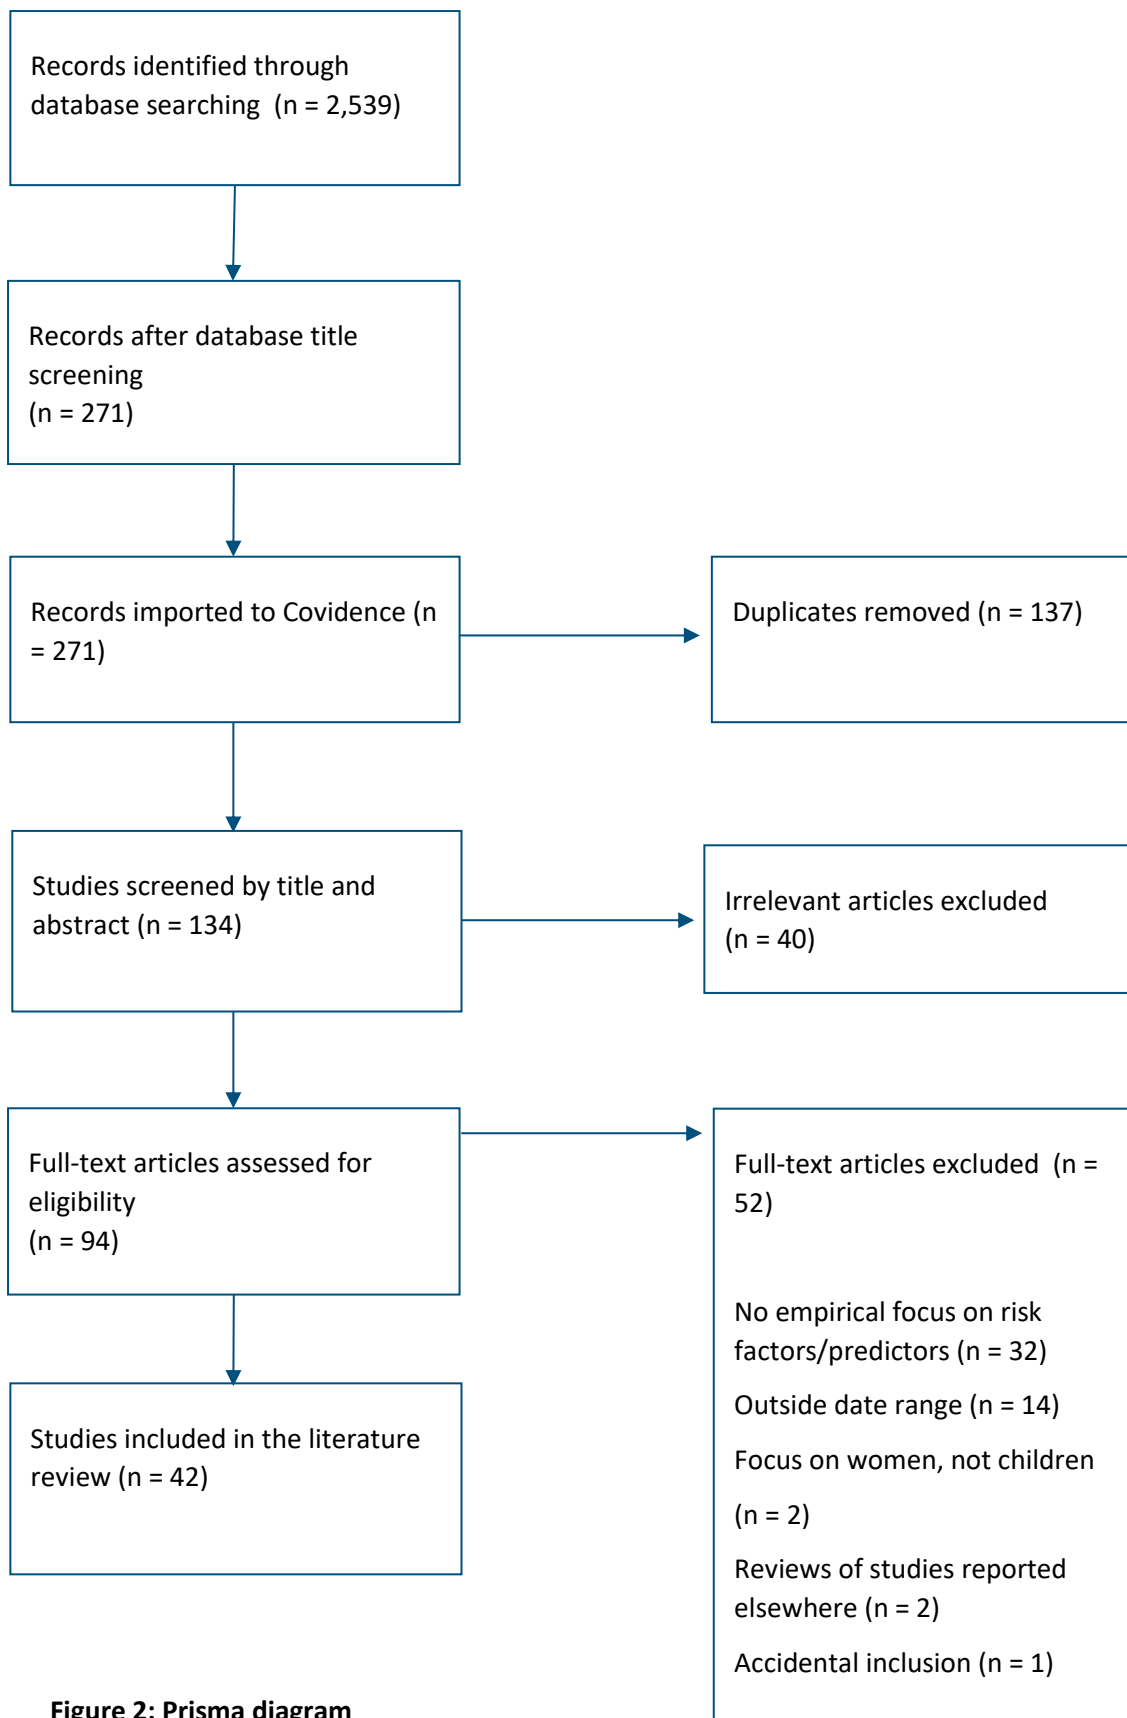 Records identified through
database searching  (n = 2,539)
Records after database title
screening
(n = 271)
Records imported to Covidence (n
= 271)
Duplicates removed (n = 137)
Studies screened by title and
abstract (n = 134)
Irrelevant articles excluded
(n = 40)
Full-text articles assessed for
eligibility
(n = 94)
Full-text articles excluded  (n =
52)
No empirical focus on risk
factors/predictors (n = 32)
Outside date range (n = 14)
Focus on women, not children
(n = 2)
Reviews of studies reported
elsewhere (n = 2)
Accidental inclusion (n = 1)
Studies included in the literature
review (n = 42)
Figure 2: Prisma diagram